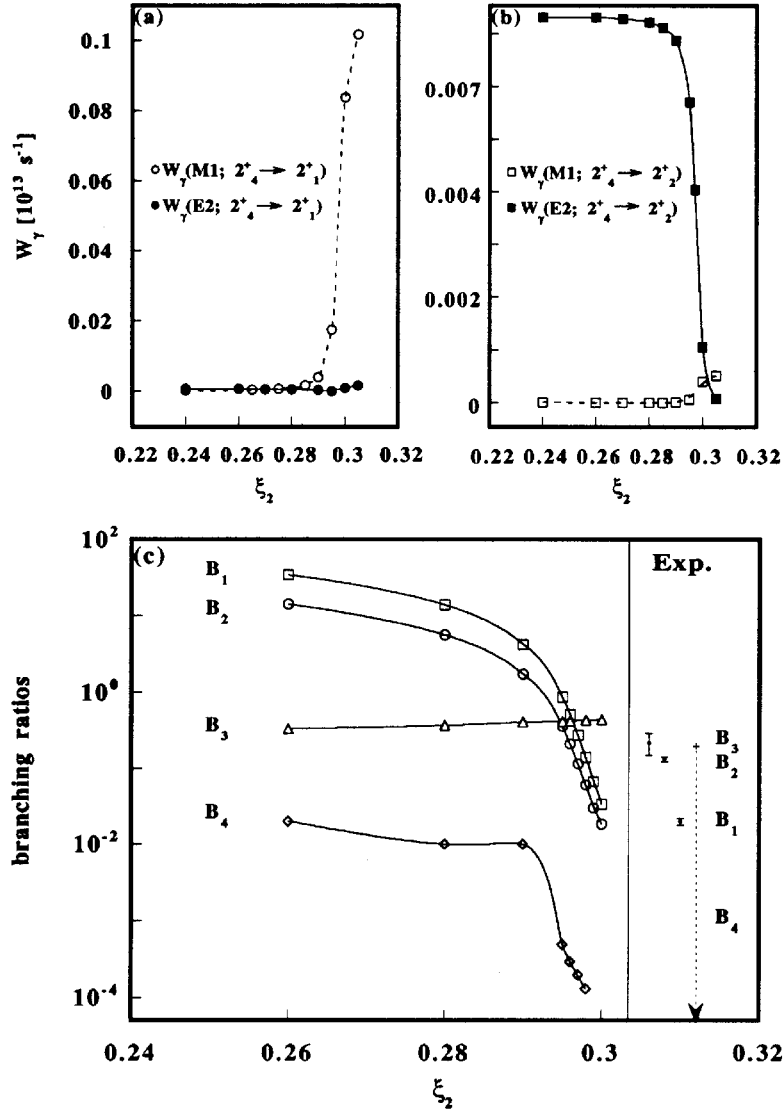 (a)
0.1
0.08
0.06
0.04
0.02
0
W_γ [10^13 s^-1]
W_γ(M1; 2^+_4 → 2^+_1)
W_γ(E2; 2^+_4 → 2^+_1)
0.22 0.24 0.26 0.28 0.3 0.32
ξ_2
(b)
0.007
0.004
0.002
0
W_γ(M1; 2^+_4 → 2^+_2)
W_γ(E2; 2^+_4 → 2^+_2)
0.22 0.24 0.26 0.28 0.3 0.32
ξ_2
(c)
10^2
10^0
10^-2
10^-4
branching ratios
B_1
B_2
B_3
B_4
Exp.
B_3
B_2
B_1
B_4
0.24 0.26 0.28 0.3 0.32
ξ_2